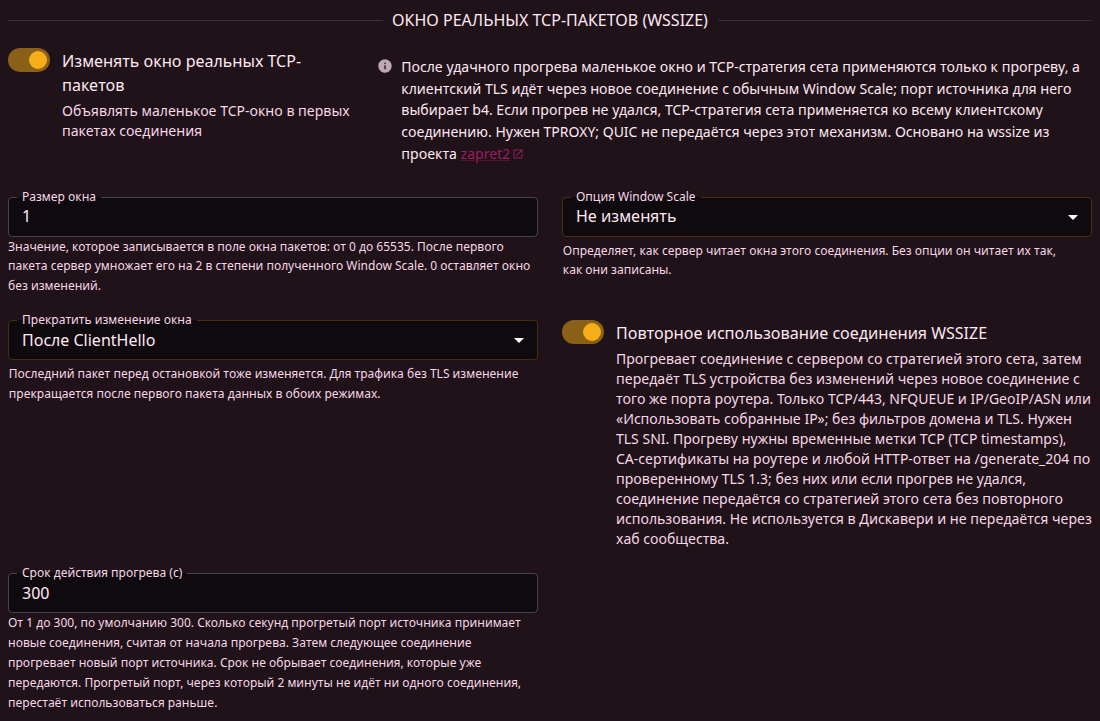 ОКНО РЕАЛЬНЫХ TCP-ПАКЕТОВ (WSSIZE)
Изменять окно реальных TCP-
пакетов
Объявлять маленькое TCP-окно в первых
пакетах соединения
После удачного прогрева маленькое окно и TCP-стратегия сета применяются только к прогреву, а
клиентский TLS идёт через новое соединение с обычным Window Scale; порт источника для него
выбирает b4. Если прогрев не удался, TCP-стратегия сета применяется ко всему клиентскому
соединению. Нужен TPROXY; QUIC не передаётся через этот механизм. Основано на wssize из
проекта zapret2
Размер окна
1
Значение, которое записывается в поле окна пакетов: от 0 до 65535. После первого
пакета сервер умножает его на 2 в степени полученного Window Scale. 0 оставляет окно
без изменений.
Опция Window Scale
Не изменять
Определяет, как сервер читает окна этого соединения. Без опции он читает их так,
как они записаны.
Прекратить изменение окна
После ClientHello
Последний пакет перед остановкой тоже изменяется. Для трафика без TLS изменение
прекращается после первого пакета данных в обоих режимах.
Повторное использование соединения WSSIZE
Прогревает соединение с сервером со стратегией этого сета, затем
передаёт TLS устройства без изменений через новое соединение с
того же порта роутера. Только TCP/443, NFQUEUE и IP/GeoIP/ASN или
«Использовать собранные IP»; без фильтров домена и TLS. Нужен
TLS SNI. Прогреву нужны временные метки TCP (TCP timestamps),
CA-сертификаты на роутере и любой HTTP-ответ на /generate_204 по
проверенному TLS 1.3; без них или если прогрев не удался,
соединение передаётся со стратегией этого сета без повторного
использования. Не используется в Дискавери и не передаётся через
хаб сообщества.
Срок действия прогрева (с)
300
От 1 до 300, по умолчанию 300. Сколько секунд прогретый порт источника принимает
новые соединения, считая от начала прогрева. Затем следующее соединение
прогревает новый порт источника. Срок не обрывает соединения, которые уже
передаются. Прогретый порт, через который 2 минуты не идёт ни одного соединения,
перестаёт использоваться раньше.